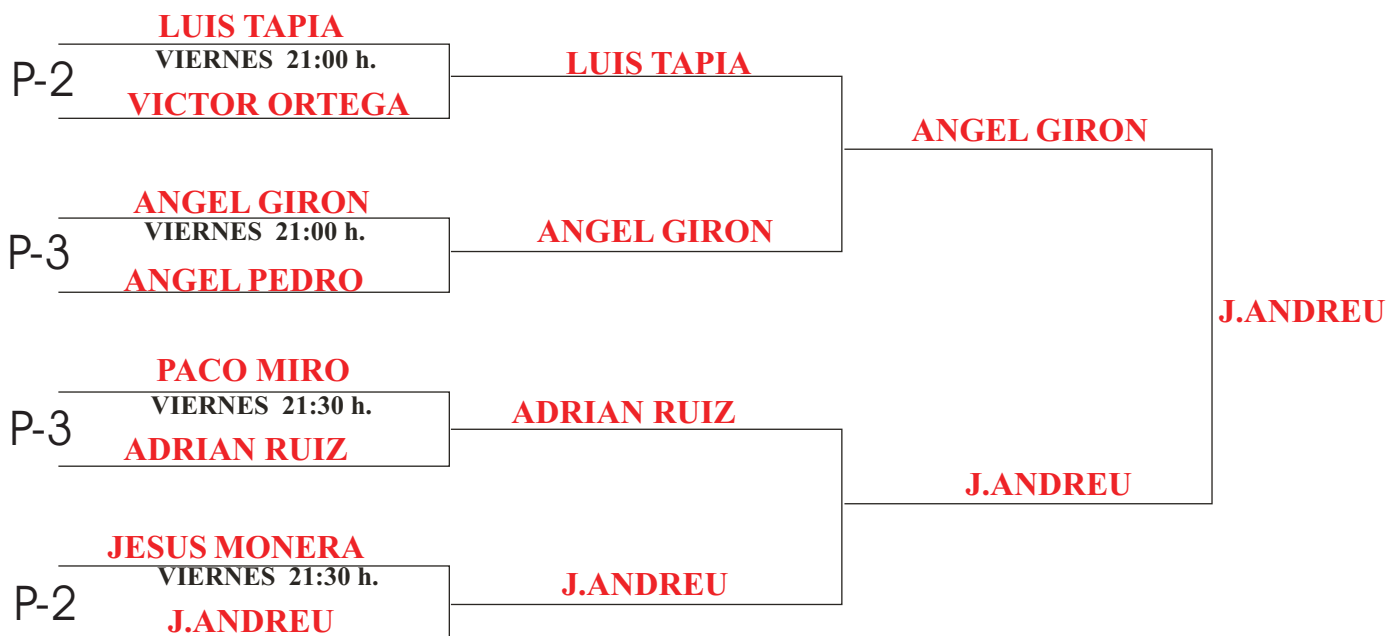 LUIS TAPIA
VIERNES 21:00 h.
P-2
VICTOR ORTEGA
LUIS TAPIA
ANGEL GIRON
VIERNES 21:00 h.
P-3
ANGEL PEDRO
ANGEL GIRON
ANGEL GIRON
PACO MIRO
VIERNES 21:30 h.
P-3
ADRIAN RUIZ
ADRIAN RUIZ
JESUS MONERA
VIERNES 21:30 h.
P-2
J.ANDREU
J.ANDREU
J.ANDREU
J.ANDREU